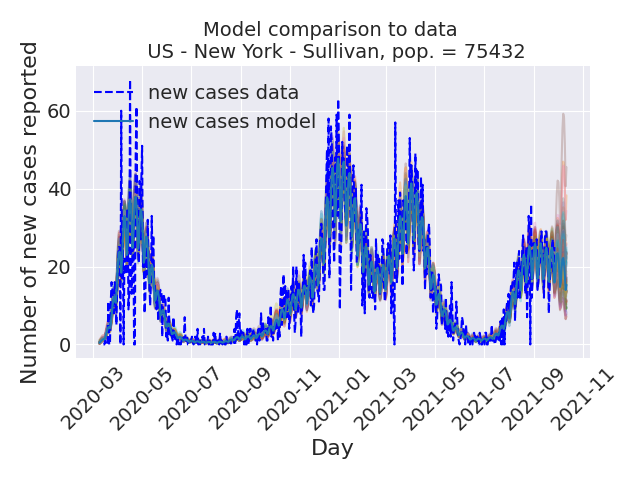 Model comparison to data
US - New York - Sullivan, pop. = 75432
Number of new cases reported
60
40
20
0
new cases data
new cases model
2020-03
2020-05
2020-07
2020-09
2020-11
2021-01
2021-03
2021-05
2021-07
2021-09
2021-11
Day